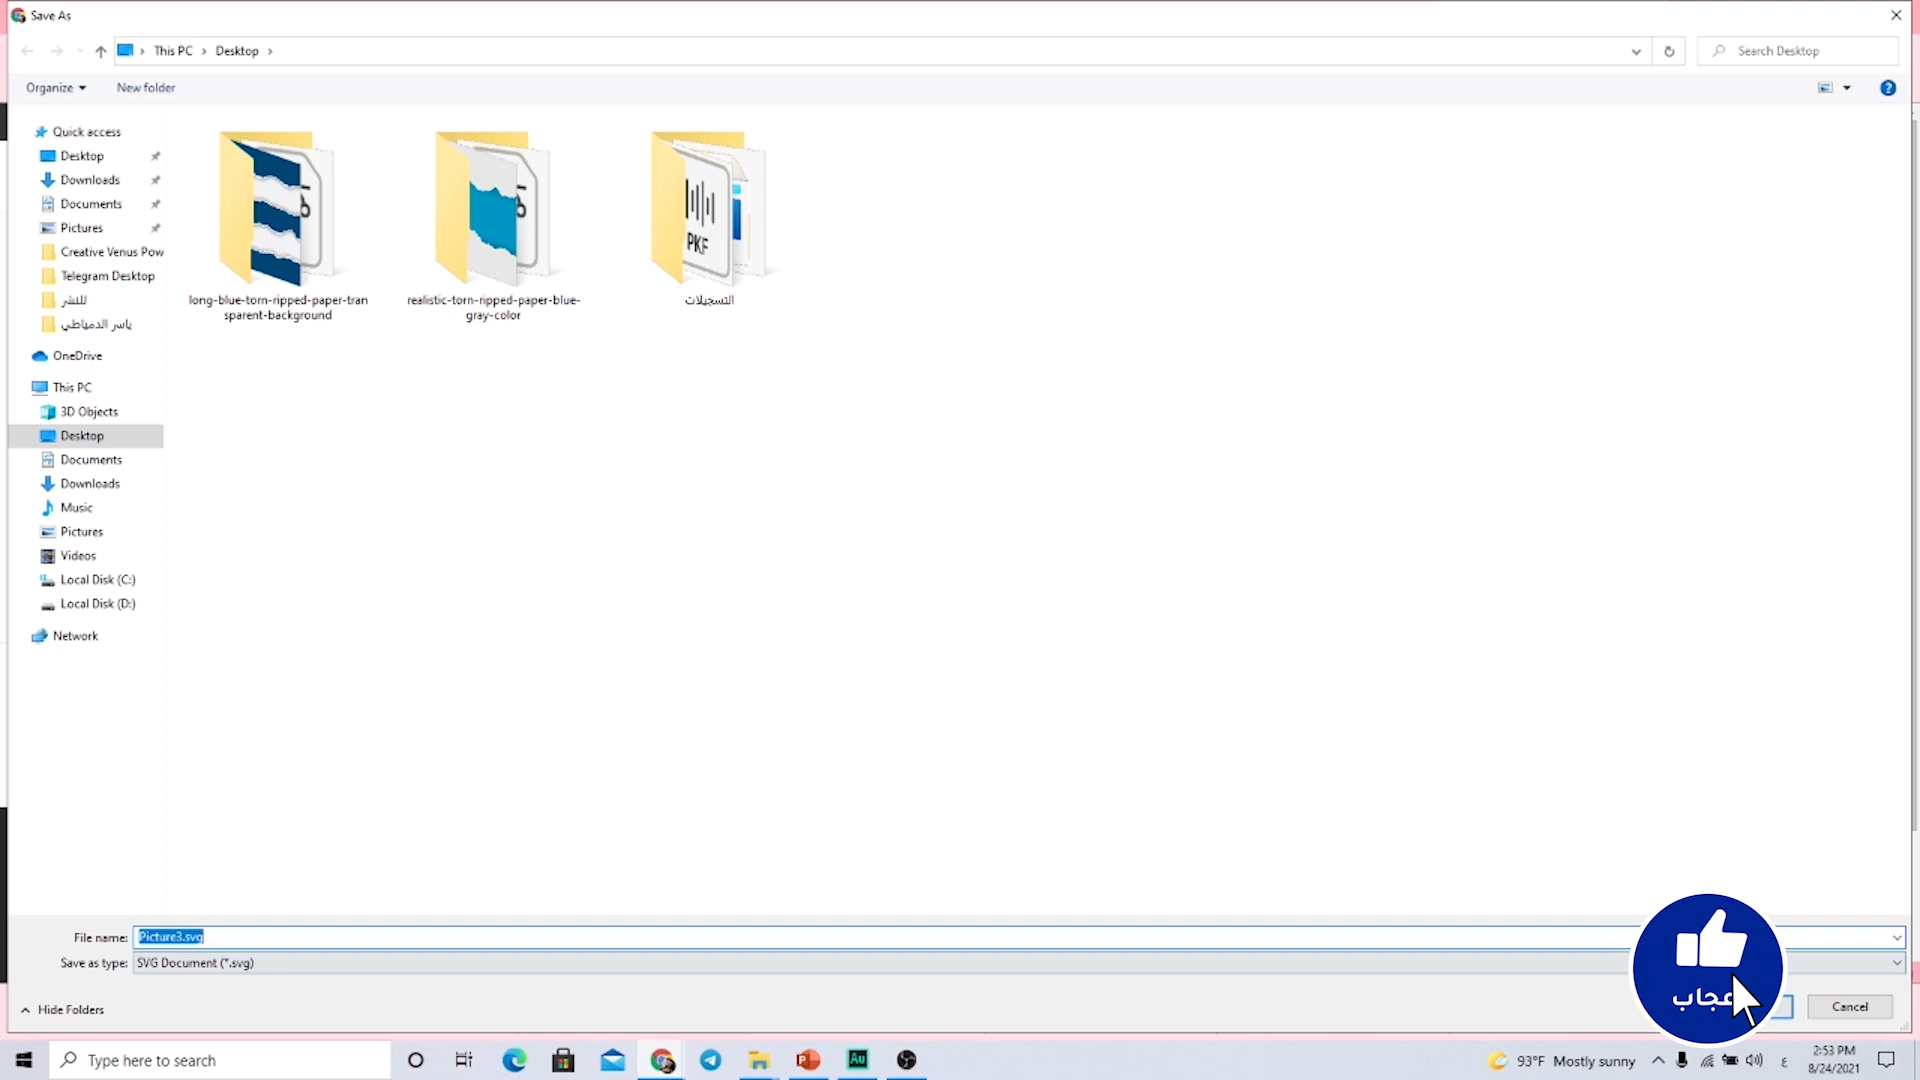 Save As
This PC
Desktop
Search Desktop
Organize
New folder
Quick access
Desktop
Downloads
Documents
Pictures
Creative Venus Pow
Telegram Desktop
للنشر
ياسر الدمياطي
OneDrive
This PC
3D Objects
Desktop
Documents
Downloads
Music
Pictures
Videos
Local Disk (C:)
Local Disk (D:)
Network
PKF
long-blue-torn-ripped-paper-tran
sparent-background
realistic-torn-ripped-paper-blue-
gray-color
التسجيلات
File name: Picture3.svg
Save as type: SVG Document (*.svg)
Hide Folders
Cancel
Type here to search
Au
93°F Mostly sunny
ع
2:53 PM
8/24/2021